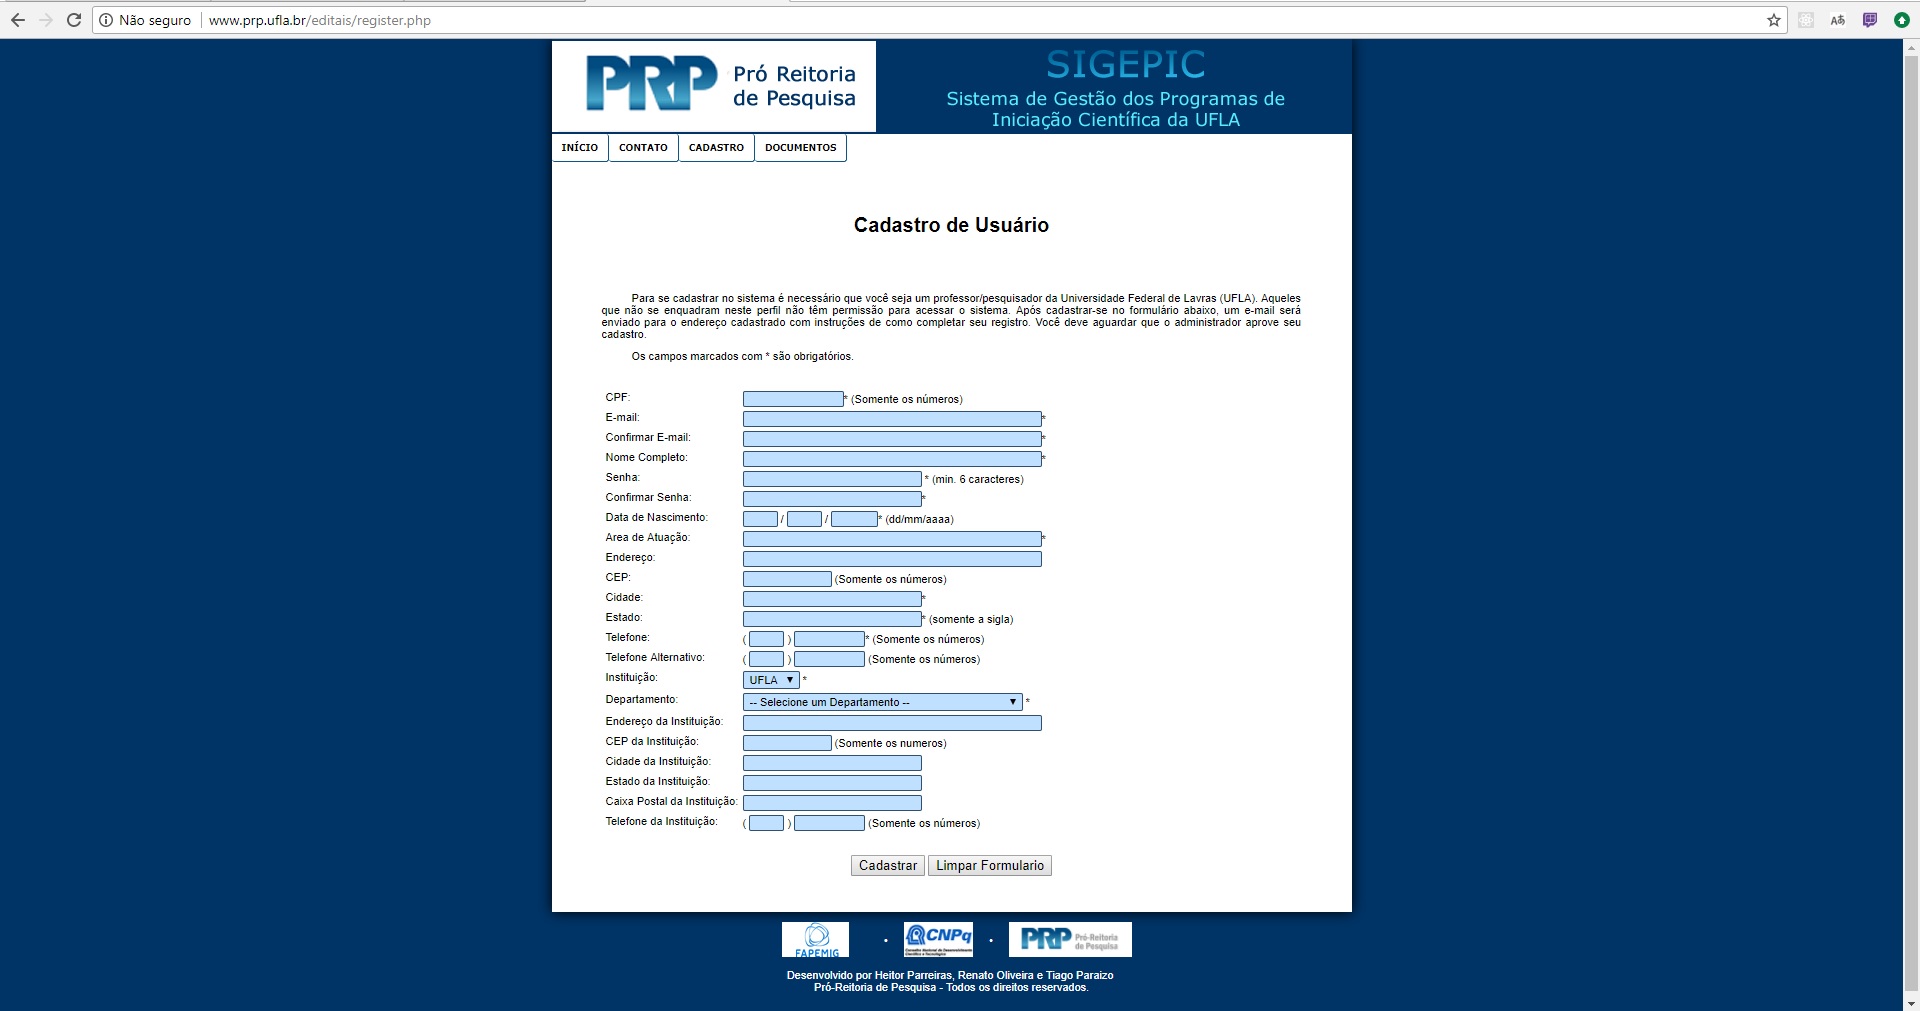 Não seguro www.prp.ufla.br/editais/register.php
PRP Pró Reitoria
de Pesquisa
SIGEPIC
Sistema de Gestão dos Programas de
Iniciação Científica da UFLA
INÍCIO CONTATO CADASTRO DOCUMENTOS
Cadastro de Usuário
Para se cadastrar no sistema é necessário que você seja um professor/pesquisador da Universidade Federal de Lavras (UFLA). Aqueles
que não se enquadram neste perfil não têm permissão para acessar o sistema. Após cadastrar-se no formulário abaixo, um e-mail será
enviado para o endereço cadastrado com instruções de como completar seu registro. Você deve aguardar que o administrador aprove seu
cadastro.
Os campos marcados com * são obrigatórios.
CPF: * (Somente os números)
E-mail: *
Confirmar E-mail: *
Nome Completo: *
Senha: * (min. 6 caracteres)
Confirmar Senha: *
Data de Nascimento: / / * (dd/mm/aaaa)
Area de Atuação: *
Endereço:
CEP: (Somente os números)
Cidade: *
Estado: * (somente a sigla)
Telefone: ( ) * (Somente os números)
Telefone Alternativo: ( ) (Somente os números)
Instituição: UFLA *
Departamento: -- Selecione um Departamento -- *
Endereço da Instituição:
CEP da Instituição: (Somente os numeros)
Cidade da Instituição:
Estado da Instituição:
Caixa Postal da Instituição:
Telefone da Instituição: ( ) (Somente os números)
Cadastrar Limpar Formulario
FAPEMIG • CNPq • PRP Pró-Reitoria
de Pesquisa
Conselho Nacional de Desenvolvimento
Científico e Tecnológico
Desenvolvido por Heitor Parreiras, Renato Oliveira e Tiago Paraizo
Pró-Reitoria de Pesquisa - Todos os direitos reservados.